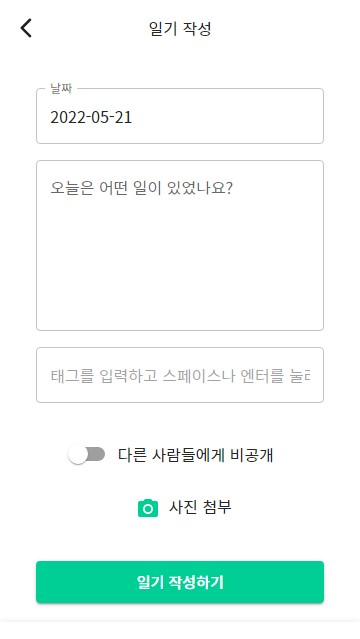 일기 작성
날짜
2022-05-21
오늘은 어떤 일이 있었나요?
태그를 입력하고 스페이스나 엔터를 눌러
다른 사람들에게 비공개
사진 첨부
일기 작성하기